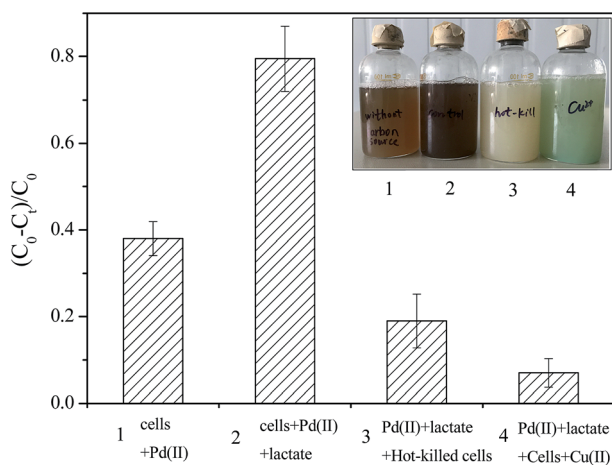 0.8
0.6
0.4
0.2
0.0
(C₀-Cₜ)/C₀
without
carbon
source
control
hot-kill
Cu²⁺
1 2 3 4
1 cells
+Pd(II)
2 cells+Pd(II)
+lactate
3 Pd(II)+lactate
+Hot-killed cells
4 Pd(II)+lactate
+Cells+Cu(II)